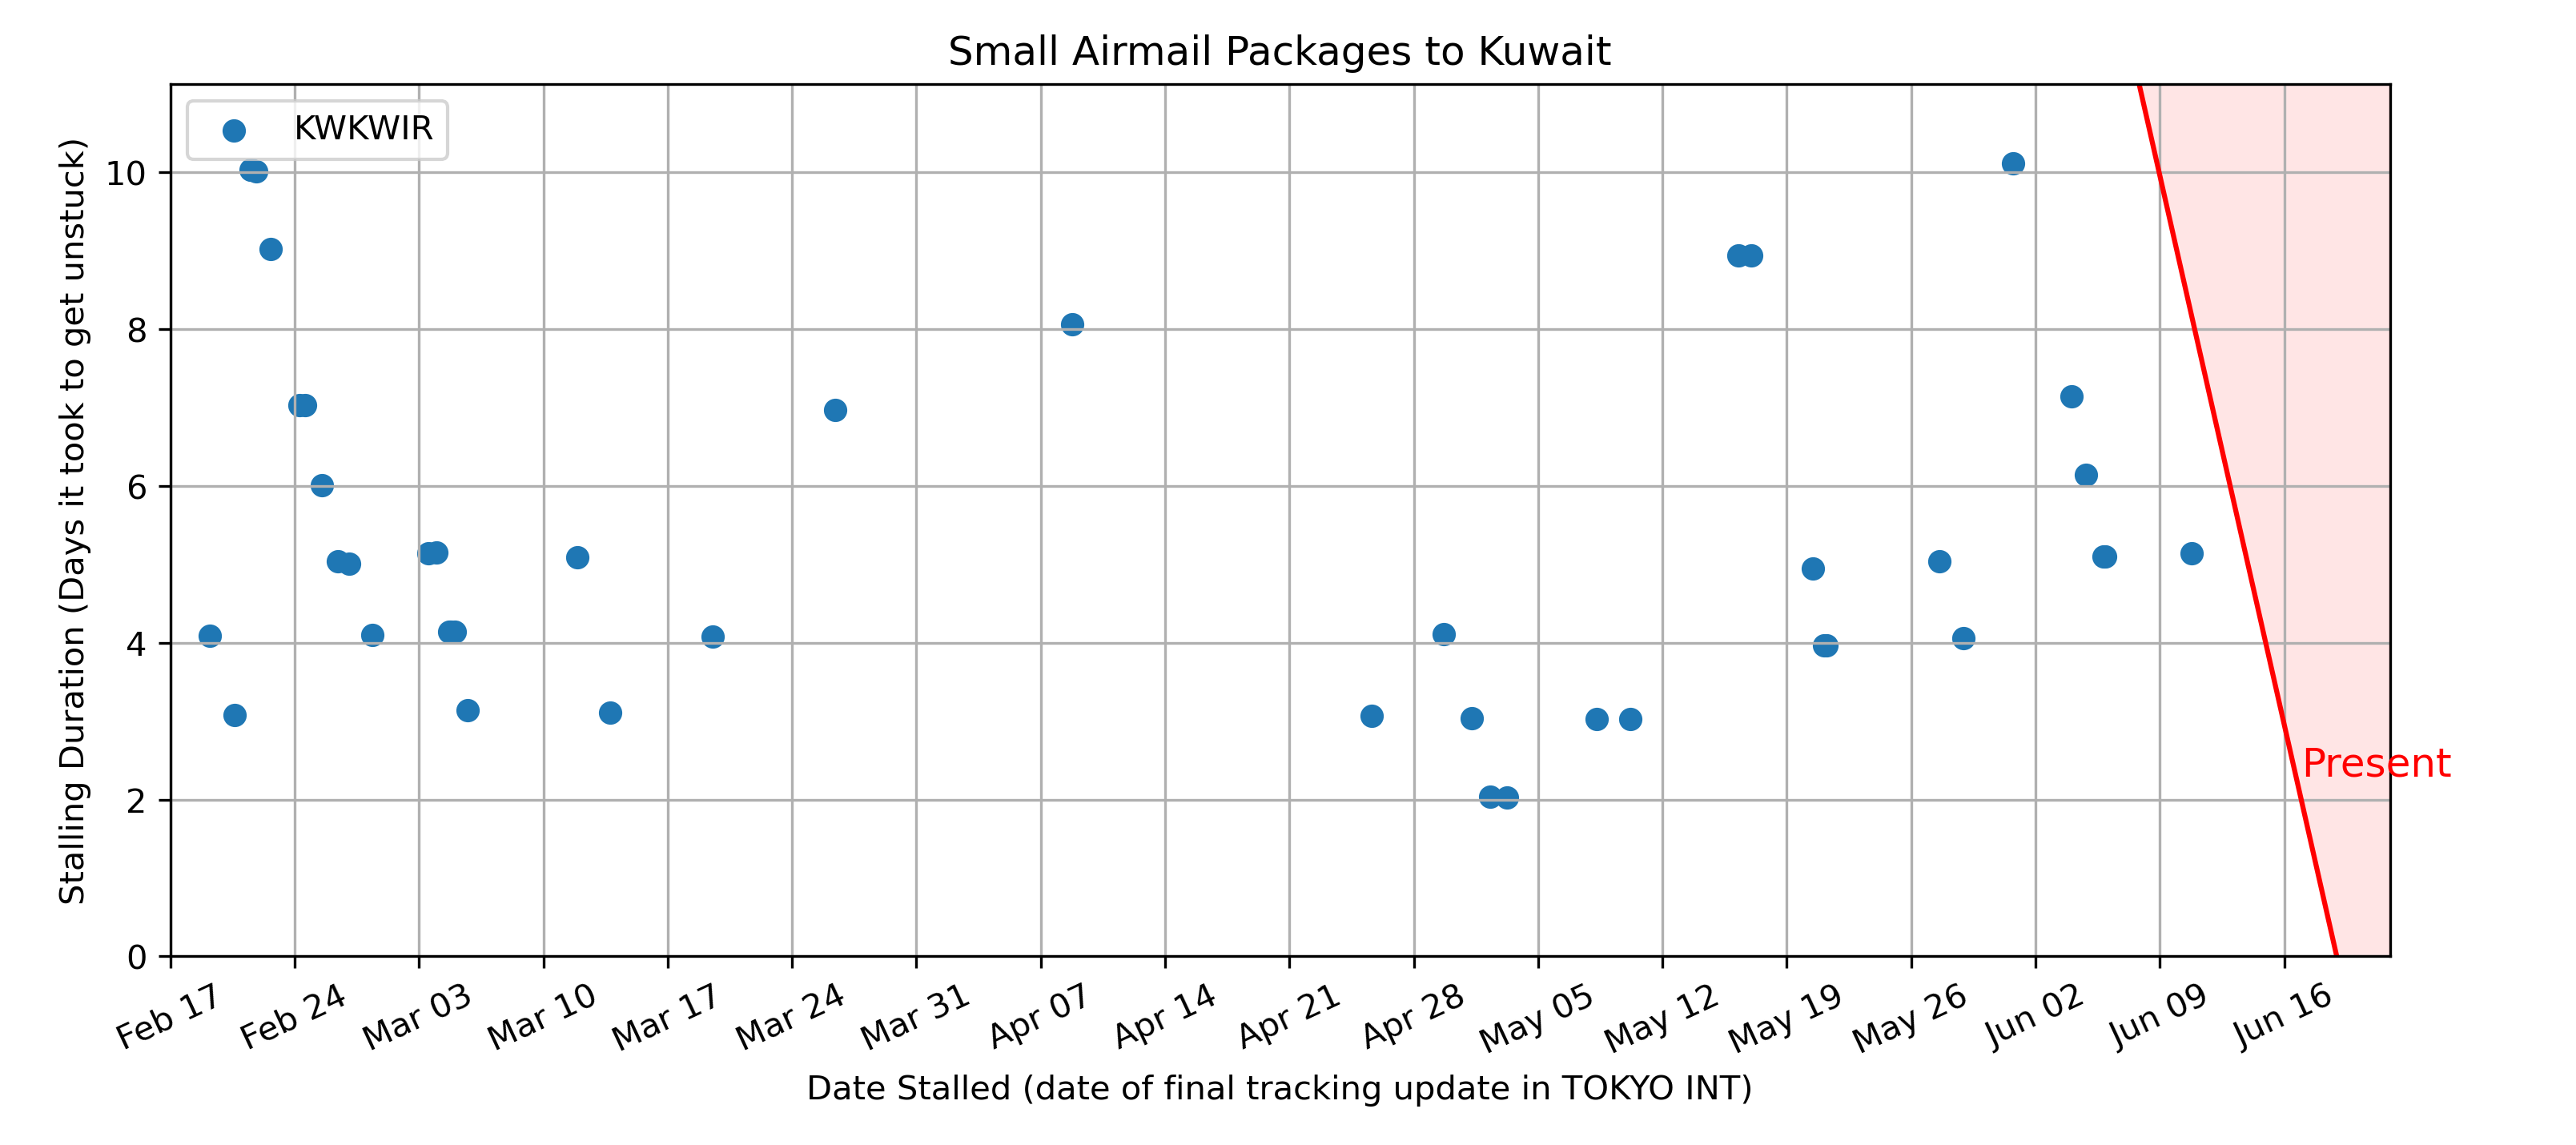 Small Airmail Packages to Kuwait
KWKWIR
Stalling Duration (Days it took to get unstuck)
10
8
6
4
2
0
Present
Feb 17
Feb 24
Mar 03
Mar 10
Mar 17
Mar 24
Mar 31
Apr 07
Apr 14
Apr 21
Apr 28
May 05
May 12
May 19
May 26
Jun 02
Jun 09
Jun 16
Date Stalled (date of final tracking update in TOKYO INT)